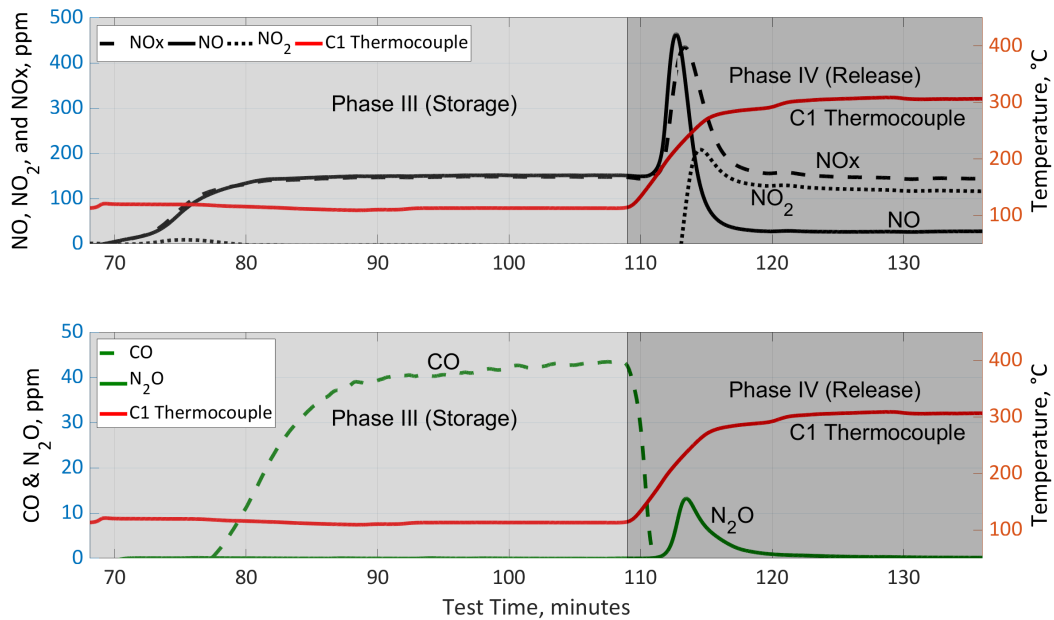 500
400
300
200
100
0
NO, NO2, and NOx, ppm
NOx NO NO2 C1 Thermocouple
Phase III (Storage)
Phase IV (Release)
C1 Thermocouple
NOx
NO2
NO
400
300
200
100
Temperature, °C
70 80 90 100 110 120 130
50
40
30
20
10
0
CO & N2O, ppm
CO
N2O
C1 Thermocouple
CO
Phase III (Storage)
Phase IV (Release)
C1 Thermocouple
N2O
400
300
200
100
Temperature, °C
70 80 90 100 110 120 130
Test Time, minutes